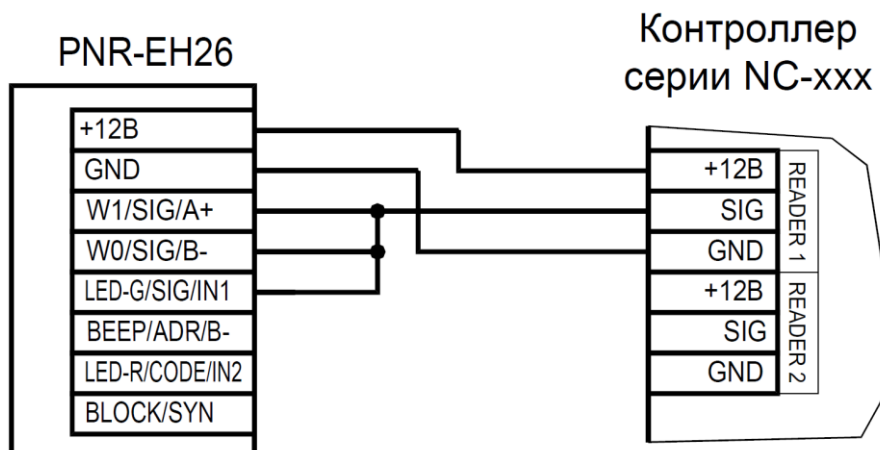 PNR-EH26
+12В
GND
W1/SIG/A+
W0/SIG/B-
LED-G/SIG/IN1
BEEP/ADR/B-
LED-R/CODE/IN2
BLOCK/SYN
Контроллер
серии NC-xxx
+12В
SIG
GND
READER 1
+12В
SIG
GND
READER 2